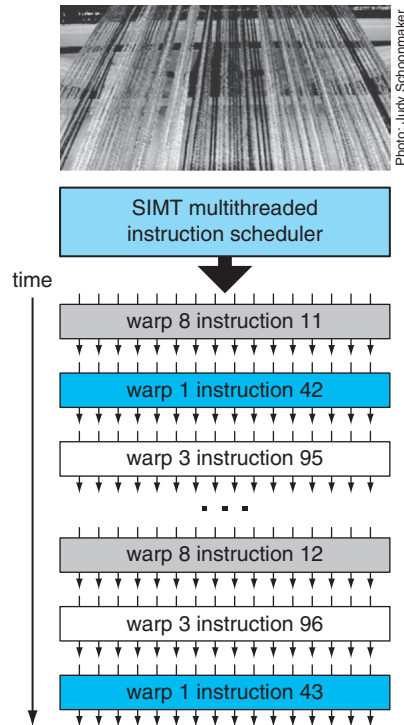 Photo: Judy Schoonmaker
SIMT multithreaded
instruction scheduler
time
warp 8 instruction 11
warp 1 instruction 42
warp 3 instruction 95
. . .
warp 8 instruction 12
warp 3 instruction 96
warp 1 instruction 43